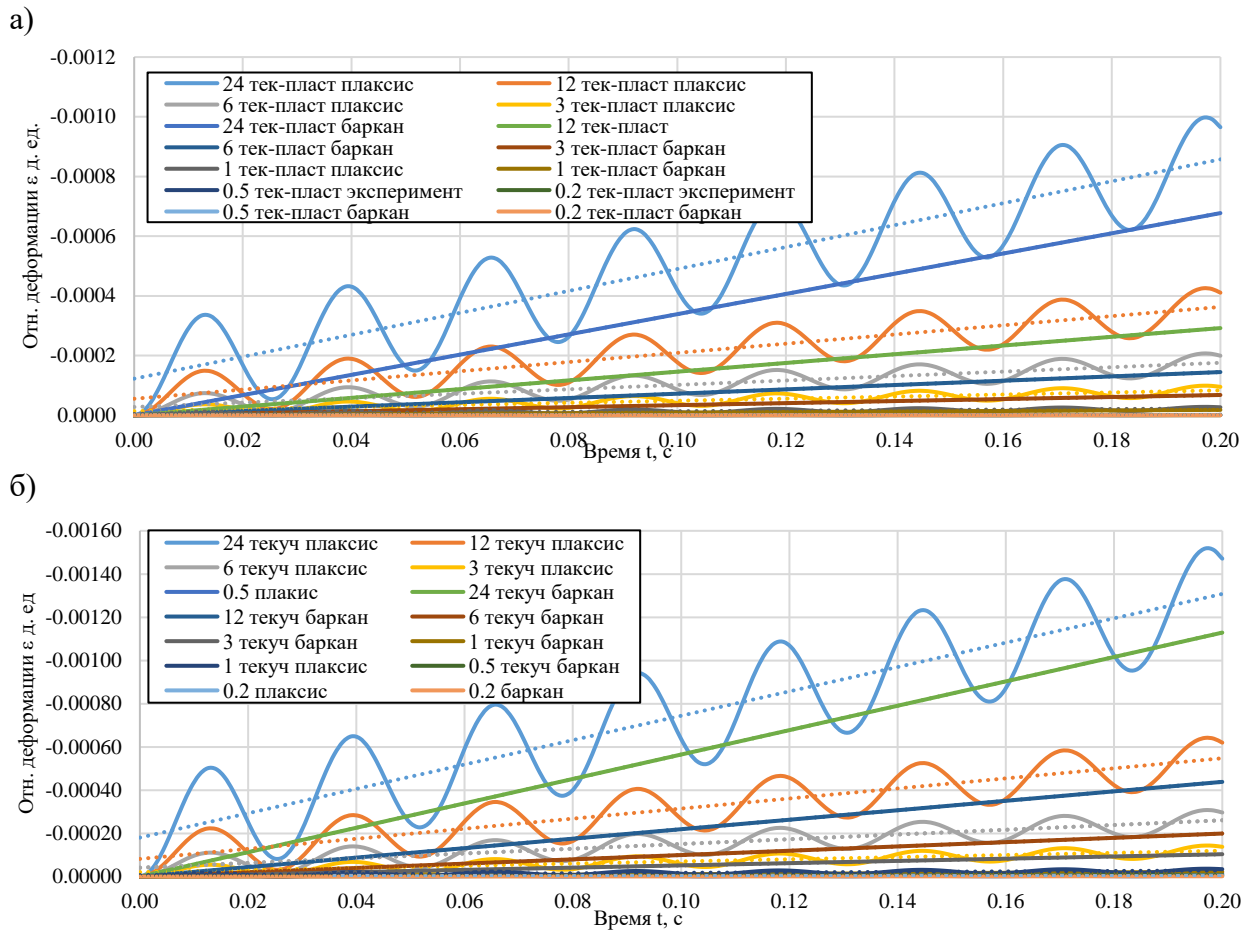 а)
-0.0012
-0.0010
-0.0008
-0.0006
-0.0004
-0.0002
0.0000
Отн. деформации ε д. ед.
24 тек-пласт плаксис 12 тек-пласт плаксис
6 тек-пласт плаксис 3 тек-пласт плаксис
24 тек-пласт баркан 12 тек-пласт
6 тек-пласт баркан 3 тек-пласт баркан
1 тек-пласт плаксис 1 тек-пласт баркан
0.5 тек-пласт эксперимент 0.2 тек-пласт эксперимент
0.5 тек-пласт баркан 0.2 тек-пласт баркан
0.00 0.02 0.04 0.06 0.08 0.10 0.12 0.14 0.16 0.18 0.20
Время t, с
б)
-0.00160
-0.00140
-0.00120
-0.00100
-0.00080
-0.00060
-0.00040
-0.00020
0.00000
Отн. деформации ε д. ед
24 текуч плаксис 12 текуч плаксис
6 текуч плаксис 3 текуч плаксис
0.5 плакис 24 текуч баркан
12 текуч баркан 6 текуч баркан
3 текуч баркан 1 текуч баркан
1 текуч плаксис 0.5 текуч баркан
0.2 плаксис 0.2 баркан
0.00 0.02 0.04 0.06 0.08 0.10 0.12 0.14 0.16 0.18 0.20
Время t, с